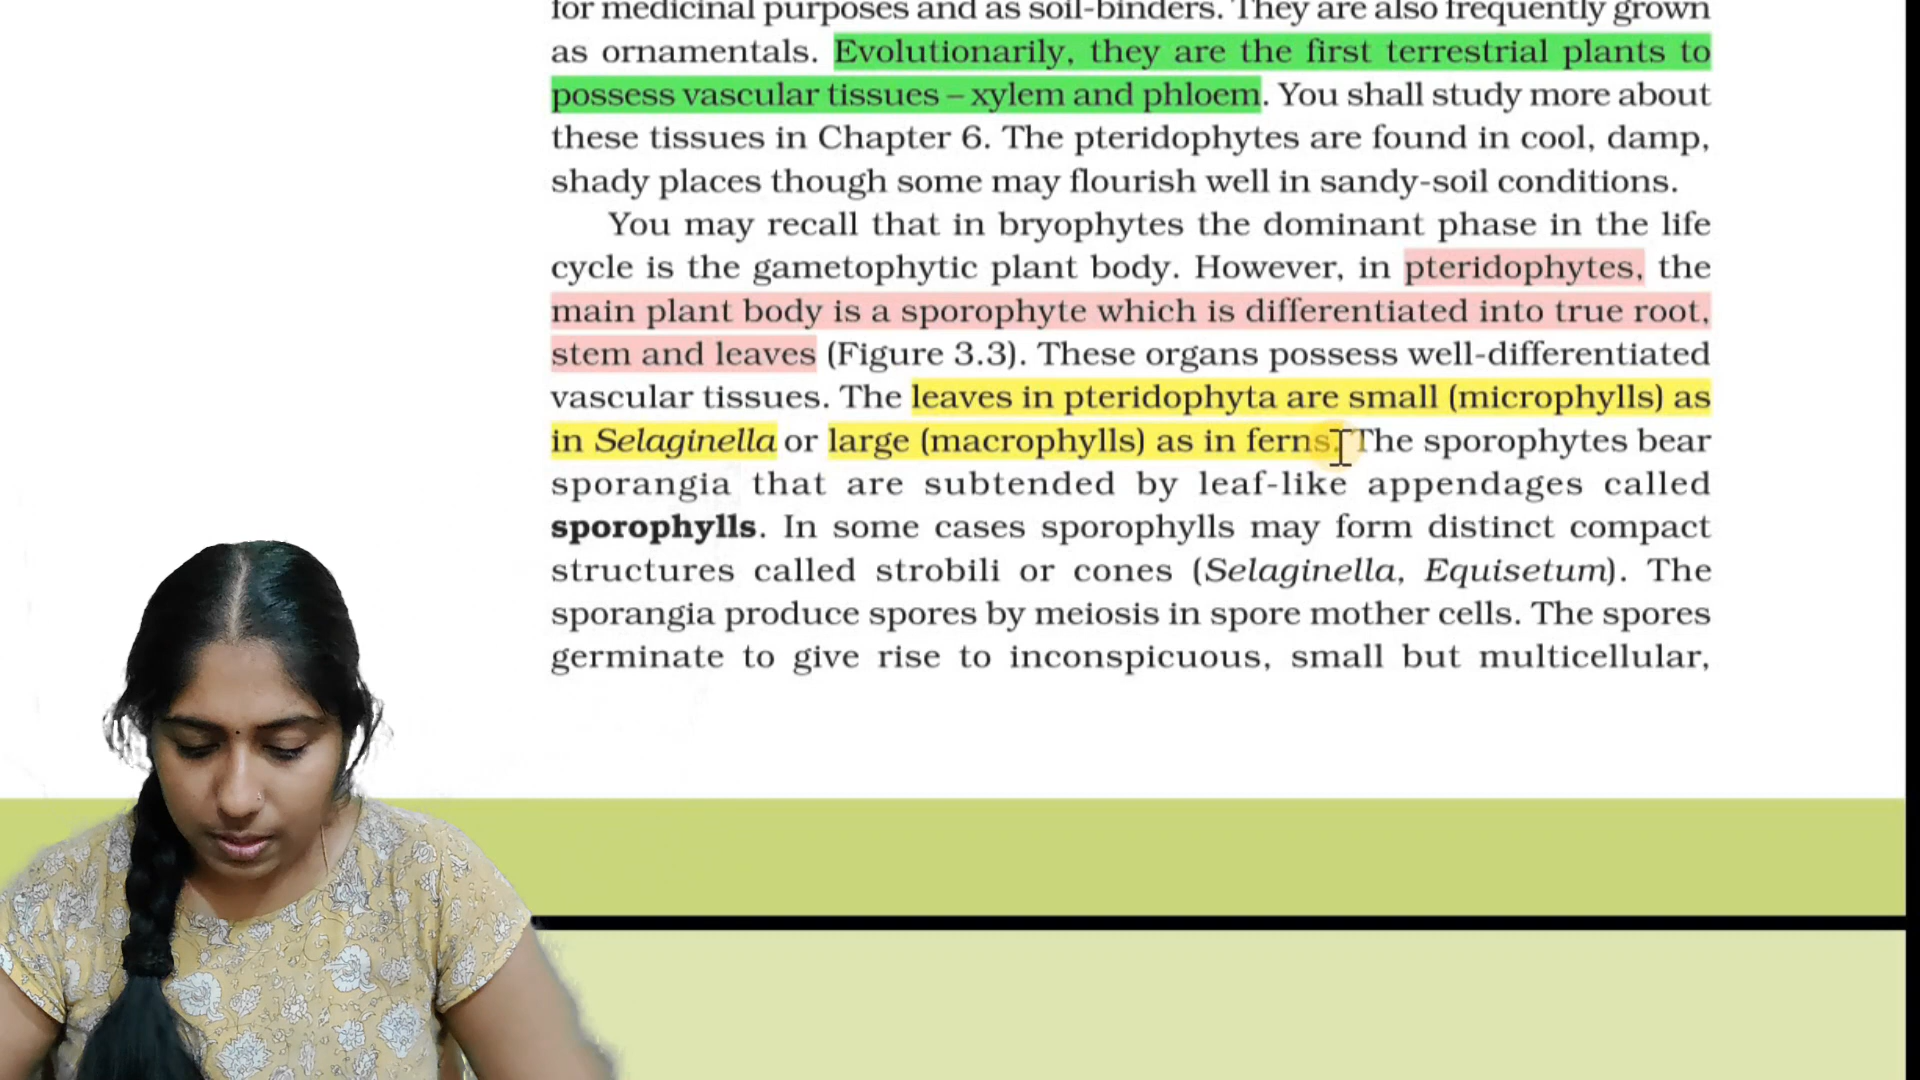 for medicinal purposes and as soil-binders. They are also frequently grown
as ornamentals. Evolutionarily, they are the first terrestrial plants to
possess vascular tissues – xylem and phloem. You shall study more about
these tissues in Chapter 6. The pteridophytes are found in cool, damp,
shady places though some may flourish well in sandy-soil conditions.
You may recall that in bryophytes the dominant phase in the life
cycle is the gametophytic plant body. However, in pteridophytes, the
main plant body is a sporophyte which is differentiated into true root,
stem and leaves (Figure 3.3). These organs possess well-differentiated
vascular tissues. The leaves in pteridophyta are small (microphylls) as
in Selaginella or large (macrophylls) as in ferns. The sporophytes bear
sporangia that are subtended by leaf-like appendages called
sporophylls. In some cases sporophylls may form distinct compact
structures called strobili or cones (Selaginella, Equisetum). The
sporangia produce spores by meiosis in spore mother cells. The spores
germinate to give rise to inconspicuous, small but multicellular,